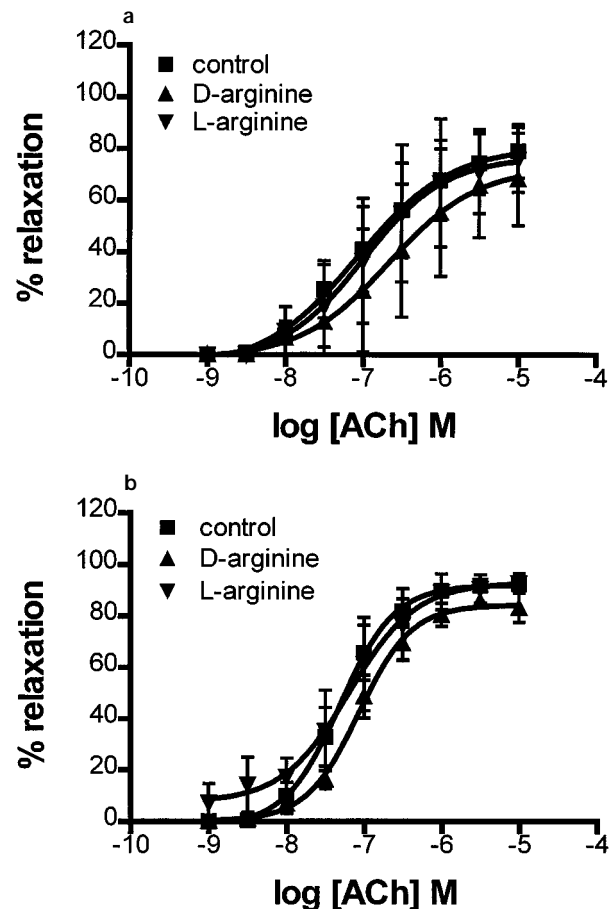 a
120
100
80
60
40
20
0
% relaxation
control
D-arginine
L-arginine
-10 -9 -8 -7 -6 -5 -4
log [ACh] M
b
120
100
80
60
40
20
0
% relaxation
control
D-arginine
L-arginine
-10 -9 -8 -7 -6 -5 -4
log [ACh] M